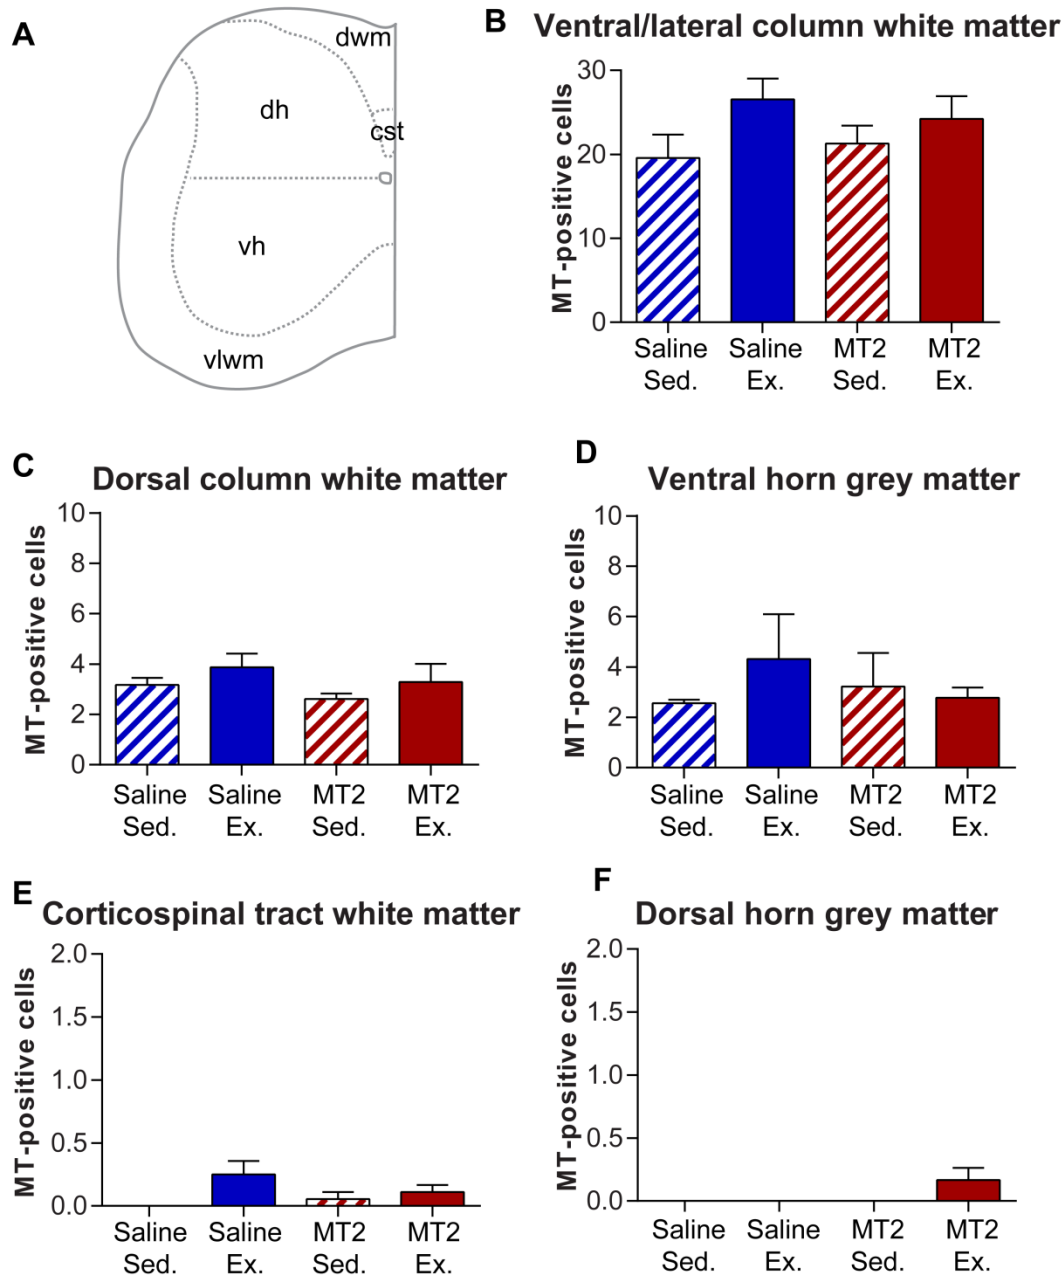 A
dwm
dh
cst
vh
vlwm
B
Ventral/lateral column white matter
MT-positive cells
30
20
10
0
Saline Saline MT2 MT2
Sed. Ex. Sed. Ex.
C
Dorsal column white matter
MT-positive cells
10
8
6
4
2
0
Saline Saline MT2 MT2
Sed. Ex. Sed. Ex.
D
Ventral horn grey matter
MT-positive cells
10
8
6
4
2
0
Saline Saline MT2 MT2
Sed. Ex. Sed. Ex.
E
Corticospinal tract white matter
MT-positive cells
2.0
1.5
1.0
0.5
0.0
Saline Saline MT2 MT2
Sed. Ex. Sed. Ex.
F
Dorsal horn grey matter
MT-positive cells
2.0
1.5
1.0
0.5
0.0
Saline Saline MT2 MT2
Sed. Ex. Sed. Ex.